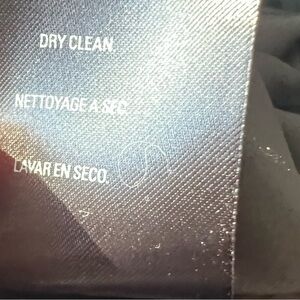 DRY CLEAN.
NETTOYAGE A SEC.
LAVAR EN SECO.